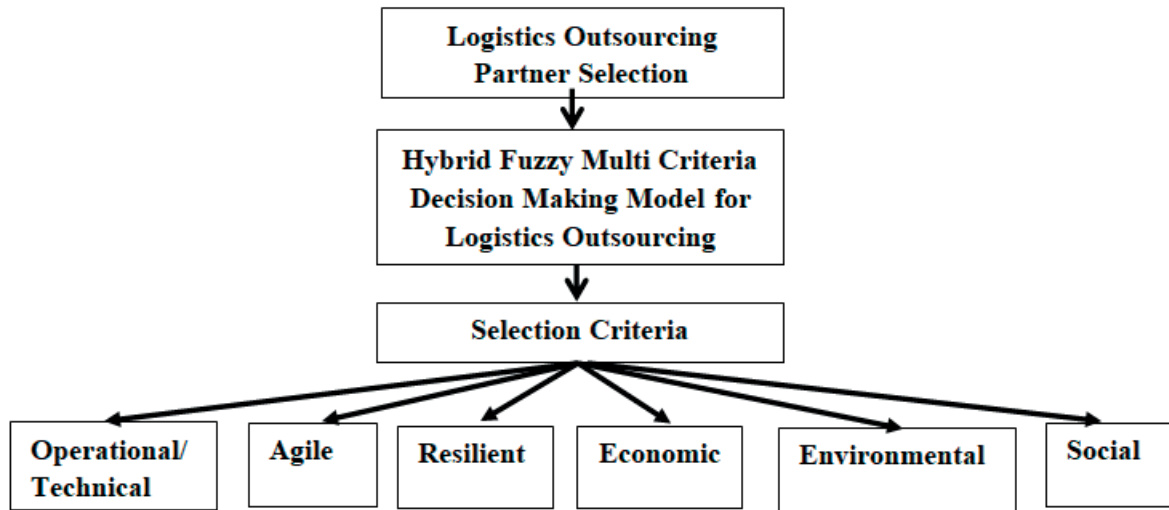 Logistics Outsourcing
Partner Selection
Hybrid Fuzzy Multi Criteria
Decision Making Model for
Logistics Outsourcing
Selection Criteria
Operational/
Technical
Agile
Resilient
Economic
Environmental
Social